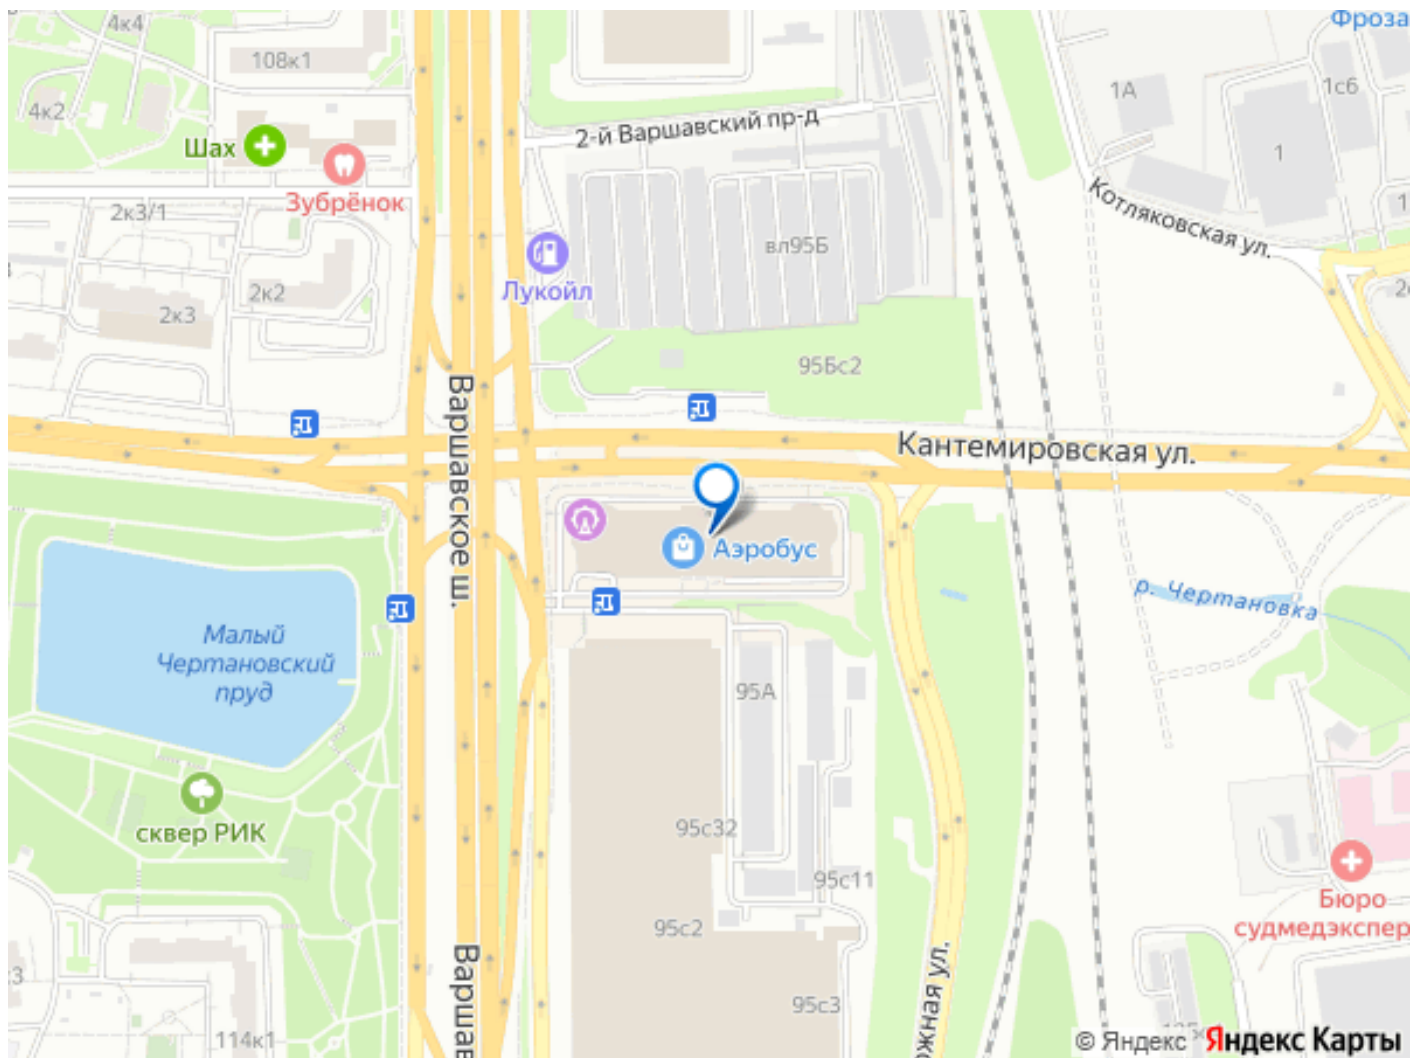 Фроза
4к4
108к1
1А
1с6
4к2
2-й Варшавский пр-д
Шах
1
Зубрёнок
2к3/1
Котляковская ул.
вл95Б
Лукойл
2к2
2к3
95Бс2
Варшавское ш.
Кантемировская ул.
Аэробус
р. Чертановка
Малый
Чертановский
пруд
95А
сквер РИК
95с32
95с11
Бюро
судмедэкспер
95с2
Варшав
ожная ул.
95с3
114к1
© Яндекс Яндекс Карты